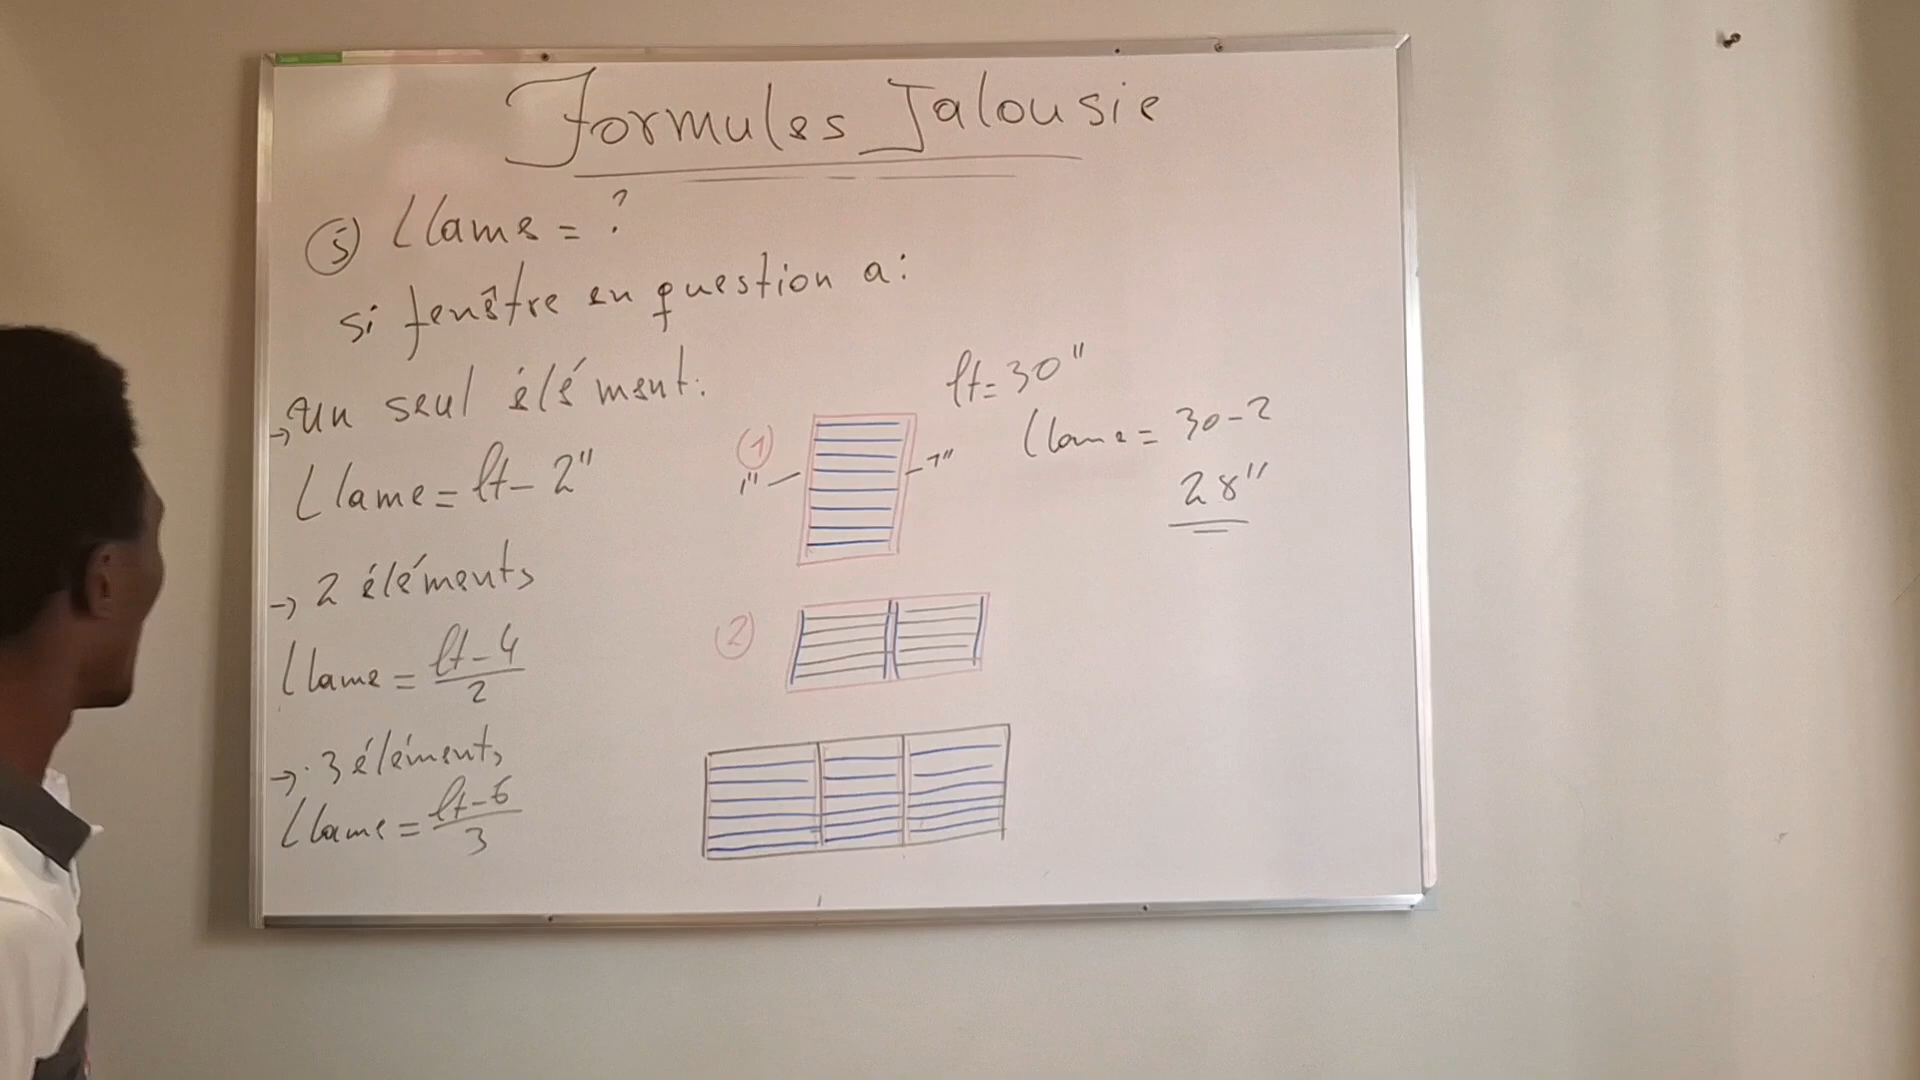 Formules Jalousie
⑤ Llame = ?
si fenêtre en question a:
→ un seul élément:
Llame = lt - 2"
→ 2 éléments
Llame = lt - 4 / 2
→ 3 éléments
Llame = lt - 6 / 3
① 1" 1"
②
lt = 30"
Llame = 30 - 2
28"